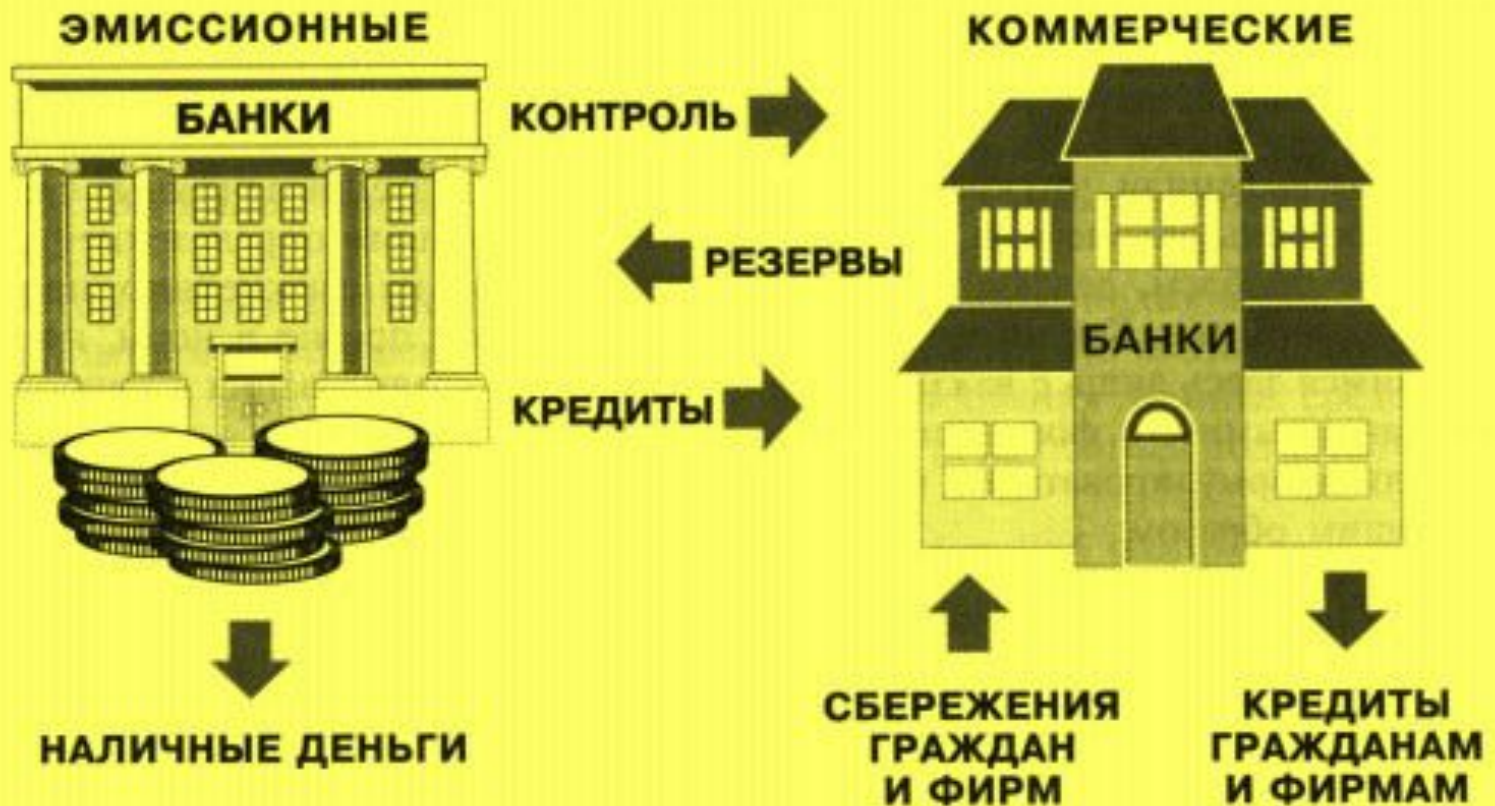 ЭМИССИОННЫЕ
КОММЕРЧЕСКИЕ
БАНКИ
КОНТРОЛЬ
РЕЗЕРВЫ
БАНКИ
КРЕДИТЫ
НАЛИЧНЫЕ ДЕНЬГИ
СБЕРЕЖЕНИЯ
ГРАЖДАН
И ФИРМ
КРЕДИТЫ
ГРАЖДАНАМ
И ФИРМАМ